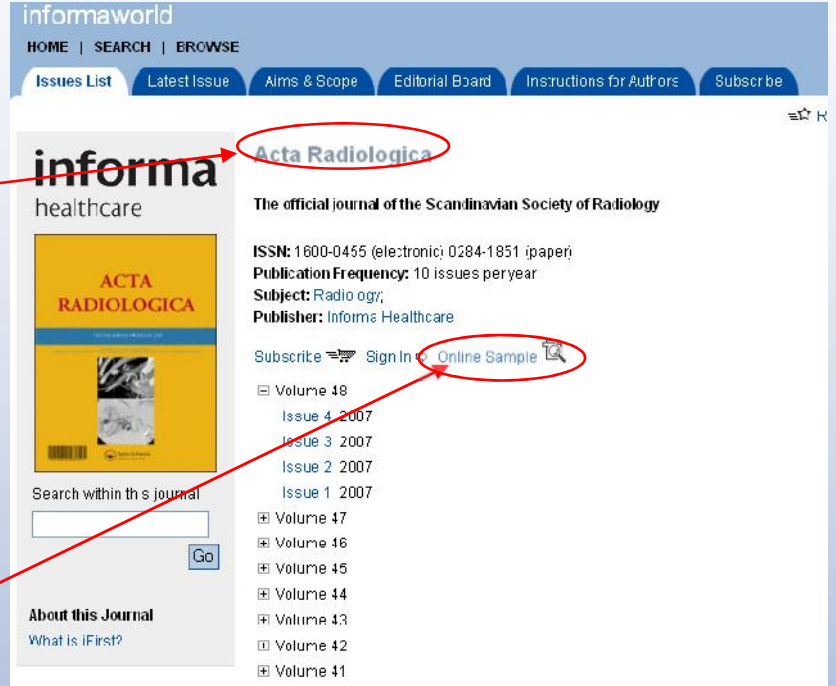 informaworld
HOME | SEARCH | BROWSE
Issues List Latest Issue Aims & Scope Editorial Board Instructions for Authors Subscribe
R
informa
healthcare
ACTA
RADIOLOGICA
Search within this journal
Go
About this Journal
What is iFirst?
Acta Radiologica
The official journal of the Scandinavian Society of Radiology
ISSN: 1600-0455 (electronic) 0284-1851 (paper)
Publication Frequency: 10 issues per year
Subject: Radiology;
Publisher: Informa Healthcare
Subscribe Sign In Online Sample
Volume 48
Issue 4 2007
Issue 3 2007
Issue 2 2007
Issue 1 2007
Volume 47
Volume 46
Volume 45
Volume 44
Volume 43
Volume 42
Volume 41